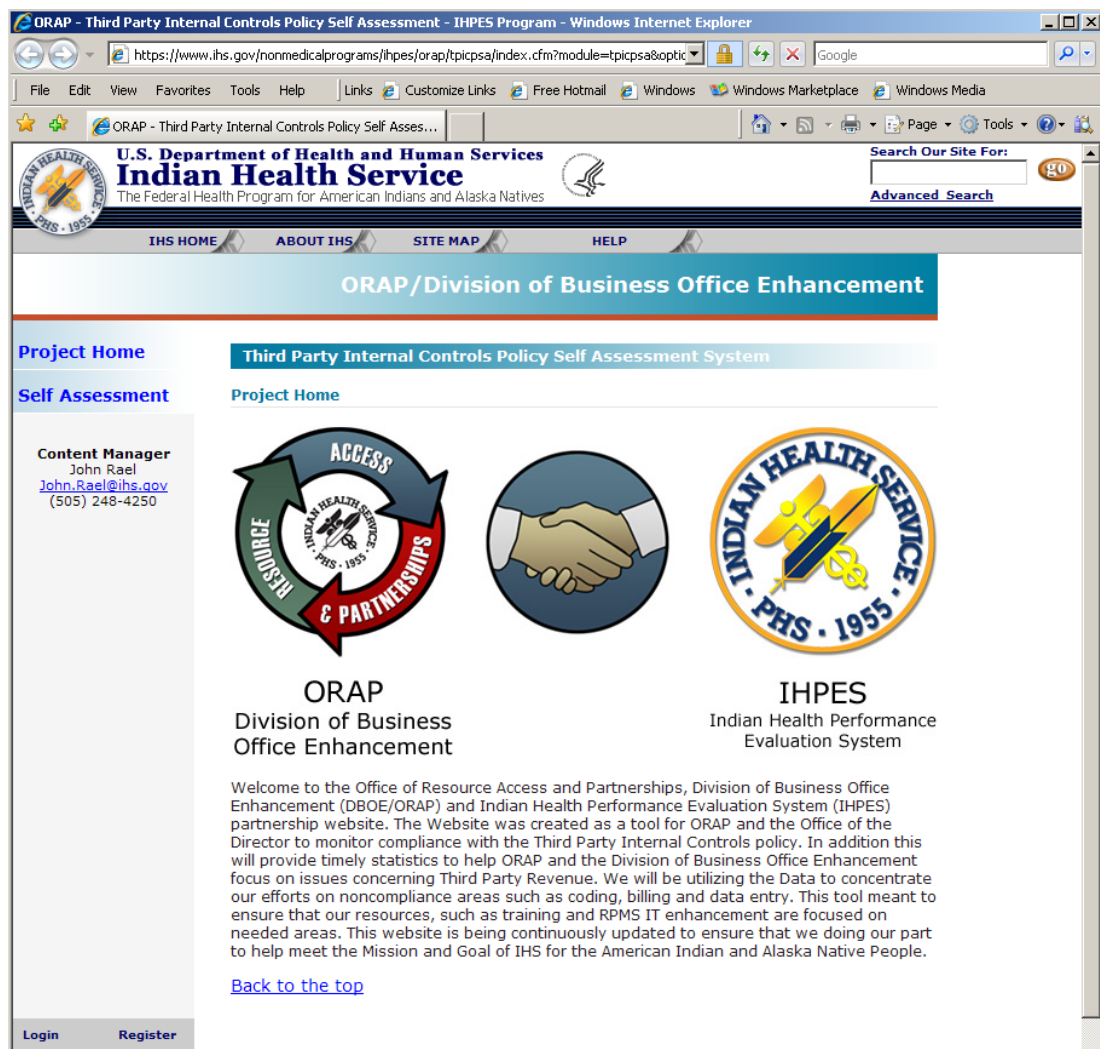 ORAP - Third Party Internal Controls Policy Self Assessment - IHPES Program - Windows Internet Explorer
https://www.ihs.gov/nonmedicalprograms/ihpes/orap/tpicpsa/index.cfm?module=tpicpsa&optic
Google
File Edit View Favorites Tools Help Links Customize Links Free Hotmail Windows Windows Marketplace Windows Media
ORAP - Third Party Internal Controls Policy Self Asses...
Page Tools
U.S. Department of Health and Human Services
Indian Health Service
The Federal Health Program for American Indians and Alaska Natives
Search Our Site For:
go
Advanced Search
INDIAN HEALTH SERVICE
PHS · 1955
IHS HOME ABOUT IHS SITE MAP HELP
ORAP/Division of Business Office Enhancement
Project Home
Self Assessment
Content Manager
John Rael
John.Rael@ihs.gov
(505) 248-4250
Third Party Internal Controls Policy Self Assessment System
Project Home
ACCESS
& PARTNERSHIPS
RESOURCE
INDIAN HEALTH SERVICE
PHS · 1955
INDIAN HEALTH SERVICE
PHS · 1955
ORAP
Division of Business
Office Enhancement
IHPES
Indian Health Performance
Evaluation System
Welcome to the Office of Resource Access and Partnerships, Division of Business Office
Enhancement (DBOE/ORAP) and Indian Health Performance Evaluation System (IHPES)
partnership website. The Website was created as a tool for ORAP and the Office of the
Director to monitor compliance with the Third Party Internal Controls policy. In addition this
will provide timely statistics to help ORAP and the Division of Business Office Enhancement
focus on issues concerning Third Party Revenue. We will be utilizing the Data to concentrate
our efforts on noncompliance areas such as coding, billing and data entry. This tool meant to
ensure that our resources, such as training and RPMS IT enhancement are focused on
needed areas. This website is being continuously updated to ensure that we doing our part
to help meet the Mission and Goal of IHS for the American Indian and Alaska Native People.
Back to the top
Login Register